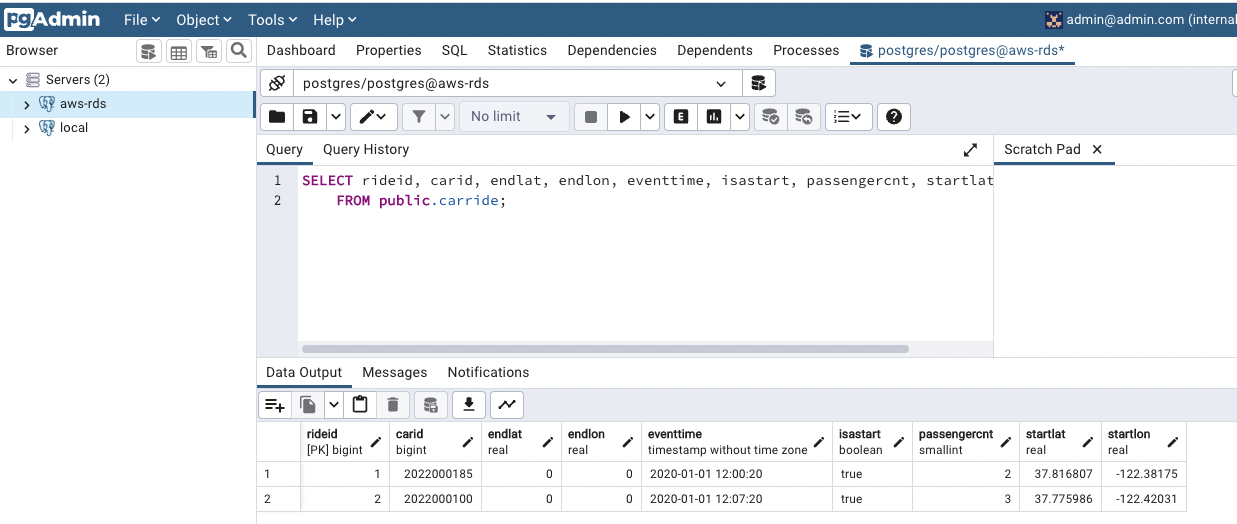 pgAdmin File Object Tools Help admin@admin.com (internal
Browser
Dashboard Properties SQL Statistics Dependencies Dependents Processes postgres/postgres@aws-rds*
Servers (2)
aws-rds
local
postgres/postgres@aws-rds
No limit
Query Query History Scratch Pad
1 SELECT rideid, carid, endlat, endlon, eventtime, isastart, passengercnt, startlat
2 FROM public.carride;
Data Output Messages Notifications
rideid carid endlat endlon eventtime isastart passengercnt startlat startlon
[PK] bigint bigint real real timestamp without time zone boolean smallint real real
1 1 2022000185 0 0 2020-01-01 12:00:20 true 2 37.816807 -122.38175
2 2 2022000100 0 0 2020-01-01 12:07:20 true 3 37.775986 -122.42031